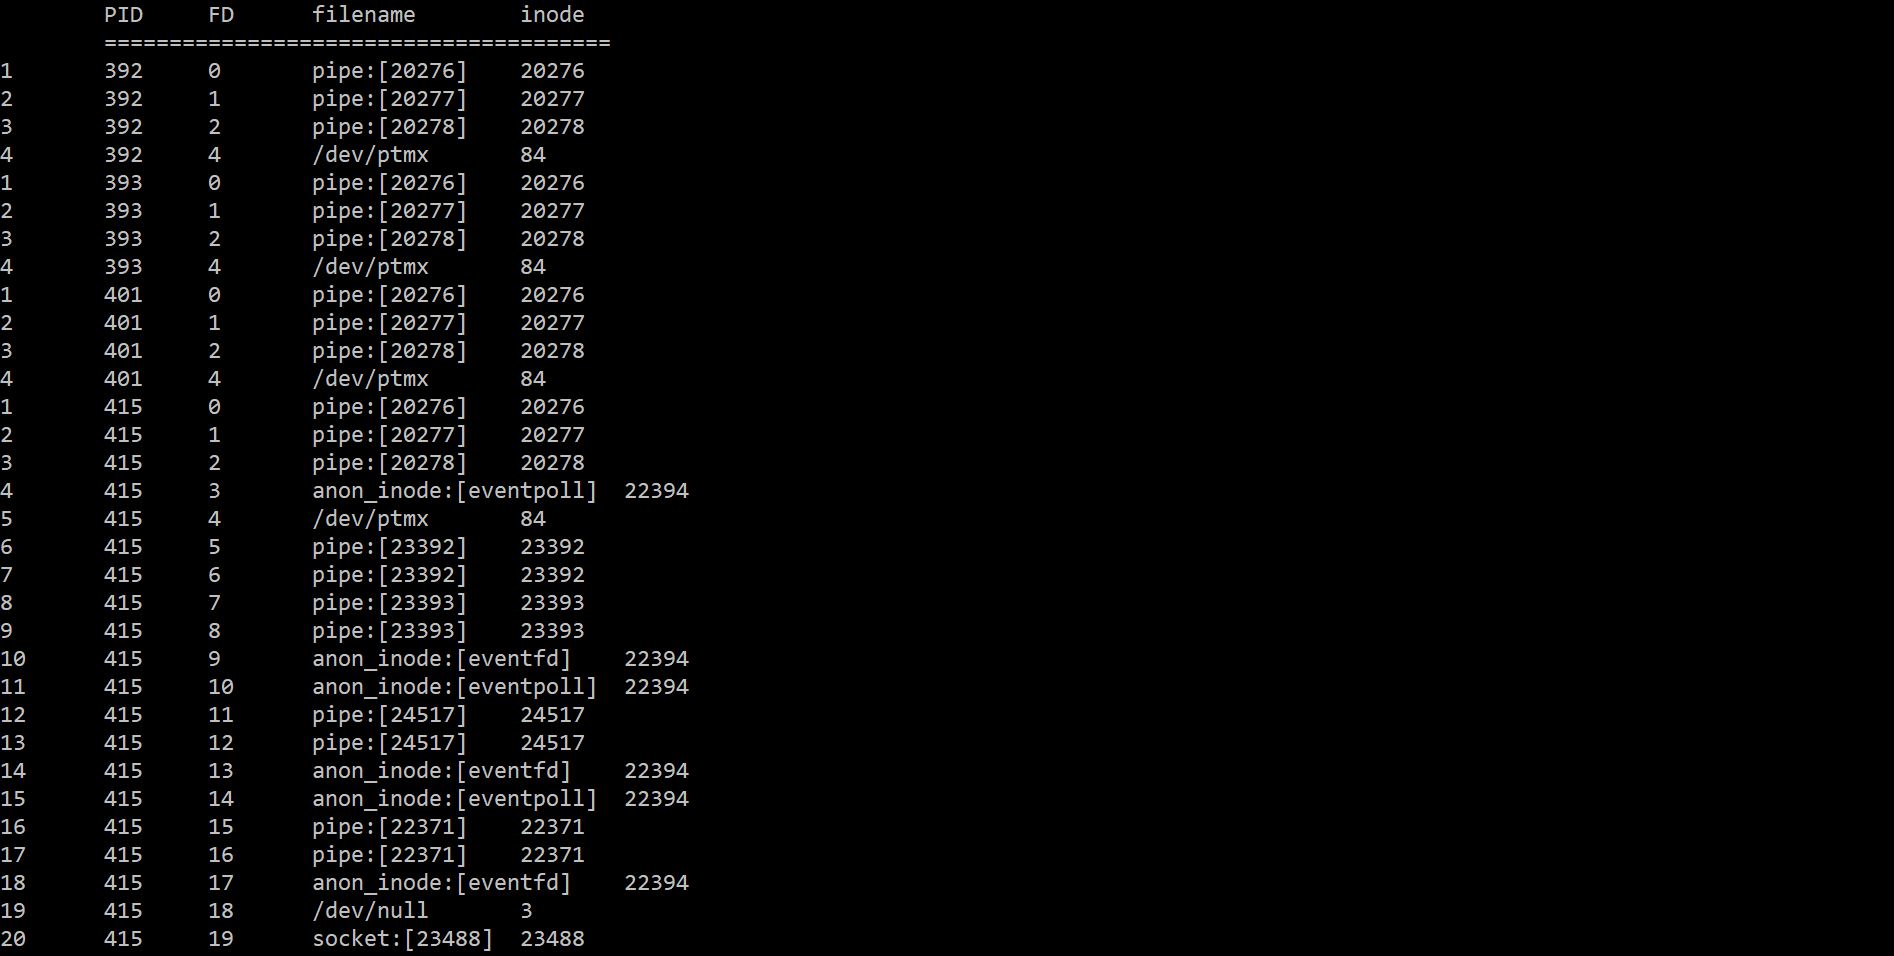 PID FD filename inode
=======================================
1 392 0 pipe:[20276] 20276
2 392 1 pipe:[20277] 20277
3 392 2 pipe:[20278] 20278
4 392 4 /dev/ptmx 84
1 393 0 pipe:[20276] 20276
2 393 1 pipe:[20277] 20277
3 393 2 pipe:[20278] 20278
4 393 4 /dev/ptmx 84
1 401 0 pipe:[20276] 20276
2 401 1 pipe:[20277] 20277
3 401 2 pipe:[20278] 20278
4 401 4 /dev/ptmx 84
1 415 0 pipe:[20276] 20276
2 415 1 pipe:[20277] 20277
3 415 2 pipe:[20278] 20278
4 415 3 anon_inode:[eventpoll] 22394
5 415 4 /dev/ptmx 84
6 415 5 pipe:[23392] 23392
7 415 6 pipe:[23392] 23392
8 415 7 pipe:[23393] 23393
9 415 8 pipe:[23393] 23393
10 415 9 anon_inode:[eventfd] 22394
11 415 10 anon_inode:[eventpoll] 22394
12 415 11 pipe:[24517] 24517
13 415 12 pipe:[24517] 24517
14 415 13 anon_inode:[eventfd] 22394
15 415 14 anon_inode:[eventpoll] 22394
16 415 15 pipe:[22371] 22371
17 415 16 pipe:[22371] 22371
18 415 17 anon_inode:[eventfd] 22394
19 415 18 /dev/null 3
20 415 19 socket:[23488] 23488